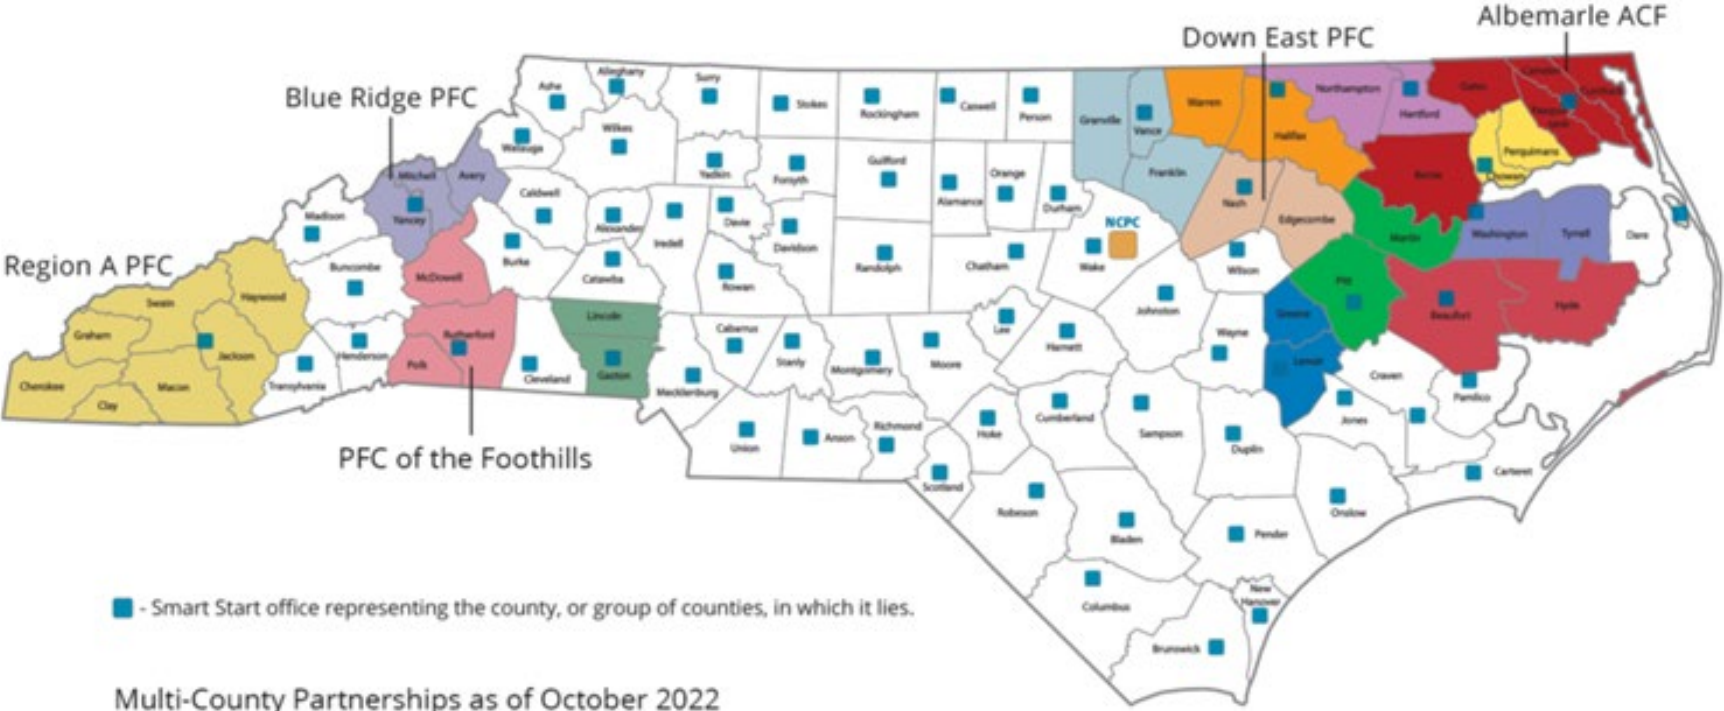 Albemarle ACF
Down East PFC
Blue Ridge PFC
Region A PFC
PFC of the Foothills
Ashe
Alleghany
Surry
Stokes
Rockingham
Caswell
Person
Granville
Vance
Warren
Northampton
Halifax
Hertford
Gates
Perquimans
Chowan
Bertie
Watauga
Wilkes
Yadkin
Forsyth
Guilford
Alamance
Orange
Durham
Franklin
Nash
Edgecombe
Martin
Washington
Tyrrell
Dare
Mitchell
Avery
Yancey
Caldwell
Alexander
Iredell
Davie
Davidson
Randolph
Chatham
Wake
NCPC
Wilson
Pitt
Beaufort
Hyde
Madison
Buncombe
McDowell
Burke
Catawba
Rowan
Johnston
Greene
Lenoir
Wayne
Swain
Haywood
Graham
Jackson
Cherokee
Macon
Clay
Transylvania
Henderson
Rutherford
Polk
Cleveland
Lincoln
Gaston
Mecklenburg
Cabarrus
Stanly
Montgomery
Moore
Lee
Harnett
Craven
Pamlico
Jones
Carteret
Union
Anson
Richmond
Scotland
Hoke
Cumberland
Sampson
Duplin
Onslow
Robeson
Bladen
Pender
Columbus
New
Hanover
Brunswick
- Smart Start office representing the county, or group of counties, in which it lies.
Multi-County Partnerships as of October 2022